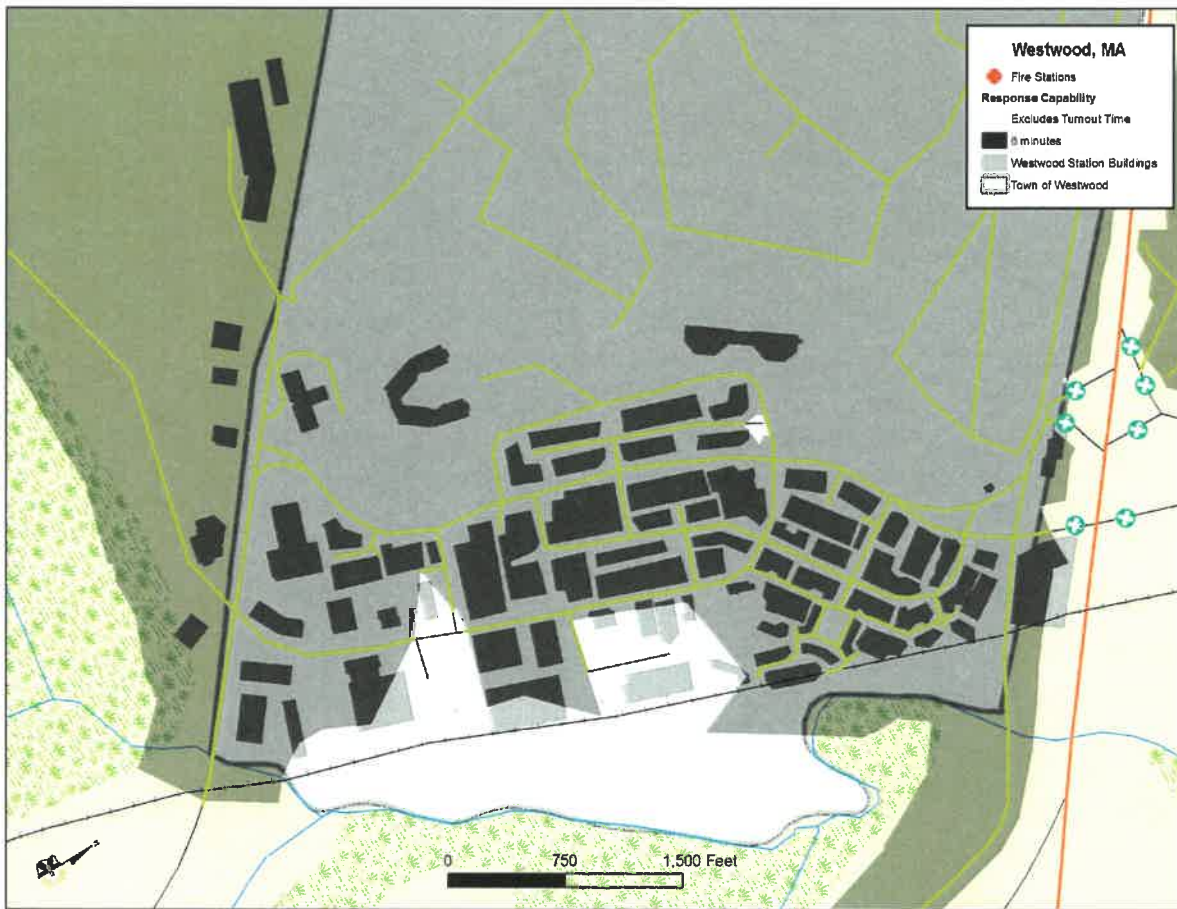 Westwood, MA
Fire Stations
Response Capability
Excludes Turnout Time
8 minutes
Westwood Station Buildings
Town of Westwood
0 750 1,500 Feet